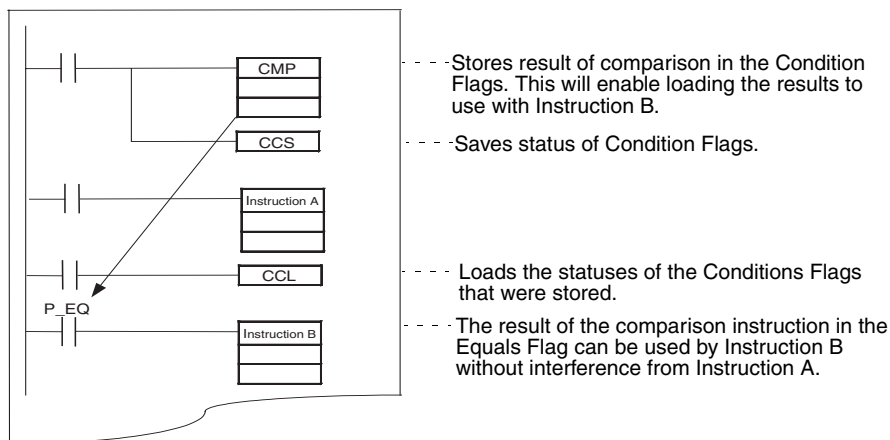 CMP
Stores result of comparison in the Condition
Flags. This will enable loading the results to
use with Instruction B.
CCS
Saves status of Condition Flags.
Instruction A
CCL
Loads the statuses of the Conditions Flags
that were stored.
P_EQ
Instruction B
The result of the comparison instruction in the
Equals Flag can be used by Instruction B
without interference from Instruction A.